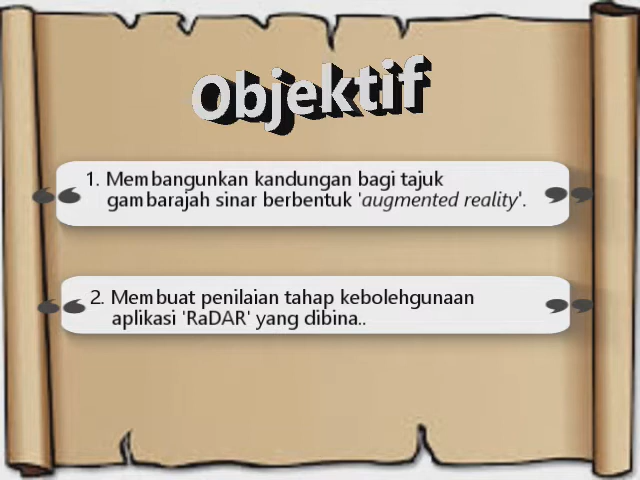 Objektif
1. Membangunkan kandungan bagi tajuk
gambarajah sinar berbentuk 'augmented reality'.
2. Membuat penilaian tahap kebolehgunaan
aplikasi 'RaDAR' yang dibina..